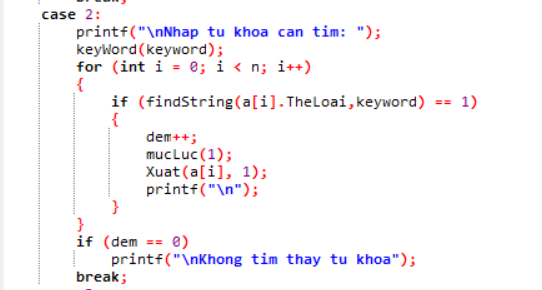 case 2:
printf("\nNhap tu khoa can tim: ");
keyWord(keyword);
for (int i = 0; i < n; i++)
{
if (findString(a[i].TheLoai,keyword) == 1)
{
dem++;
mucLuc(1);
Xuat(a[i], 1);
printf("\n");
}
}
if (dem == 0)
printf("\nKhong tim thay tu khoa");
break;